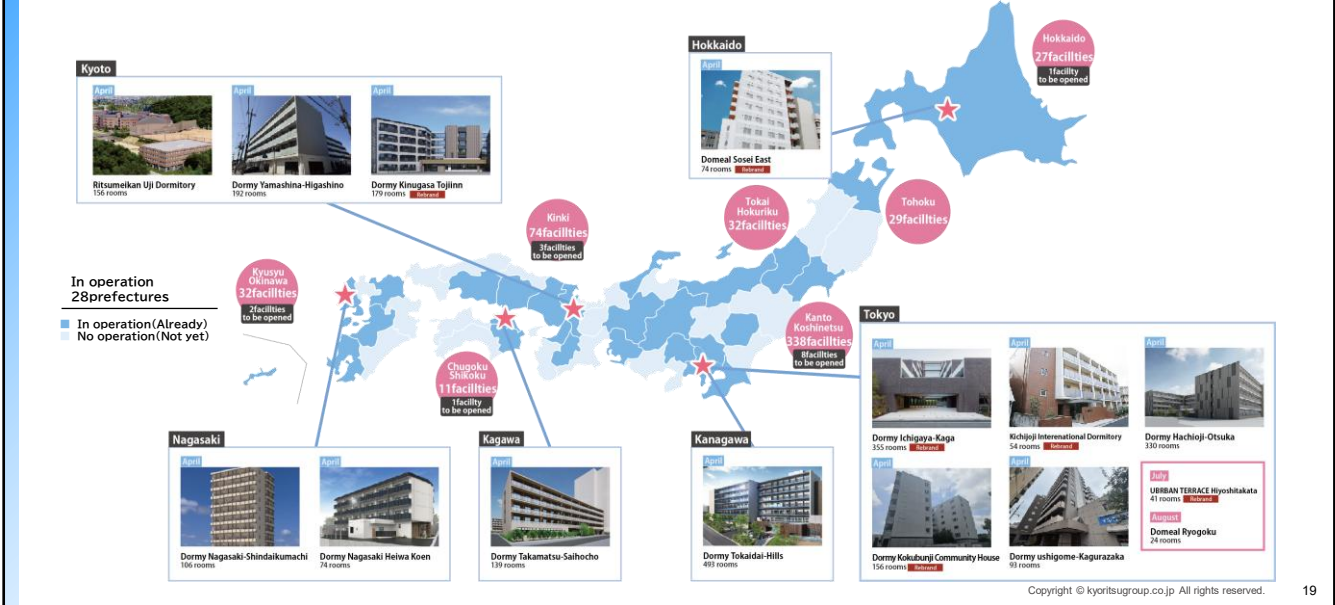 Kyoto
April
Ritsumeikan Uji Dormitory
156 rooms
April
Dormy Yamashina-Higashino
192 rooms
April
Dormy Kinugasa Tojiinn
179 rooms Rebrand
Hokkaido
April
Domeal Sosei East
74 rooms Rebrand
Hokkaido
27facillties
1facillty
to be opened
Tohoku
29facillties
Tokai
Hokuriku
32facillties
Kinki
74facillties
3facillties
to be opened
Kyusyu
Okinawa
32facillties
2facillties
to be opened
Chugoku
Shikoku
11facillties
1facillty
to be opened
Kanto
Koshinetsu
338facillties
8facillties
to be opened
In operation
28prefectures
In operation(Already)
No operation(Not yet)
Nagasaki
April
Dormy Nagasaki-Shindaikumachi
106 rooms
April
Dormy Nagasaki Heiwa Koen
74 rooms
Kagawa
April
Dormy Takamatsu-Saihocho
139 rooms
Kanagawa
April
Dormy Tokaidai-Hills
493 rooms
Tokyo
April
Dormy Ichigaya-Kaga
355 rooms Rebrand
April
Kichijoji Interenational Dormitory
54 rooms Rebrand
April
Dormy Hachioji-Otsuka
330 rooms
April
Dormy Kokubunji Community House
156 rooms Rebrand
April
Dormy ushigome-Kagurazaka
93 rooms
July
UBRBAN TERRACE Hiyoshitakata
41 rooms Rebrand
August
Domeal Ryogoku
24 rooms
Copyright © kyoritsugroup.co.jp All rights reserved.
19